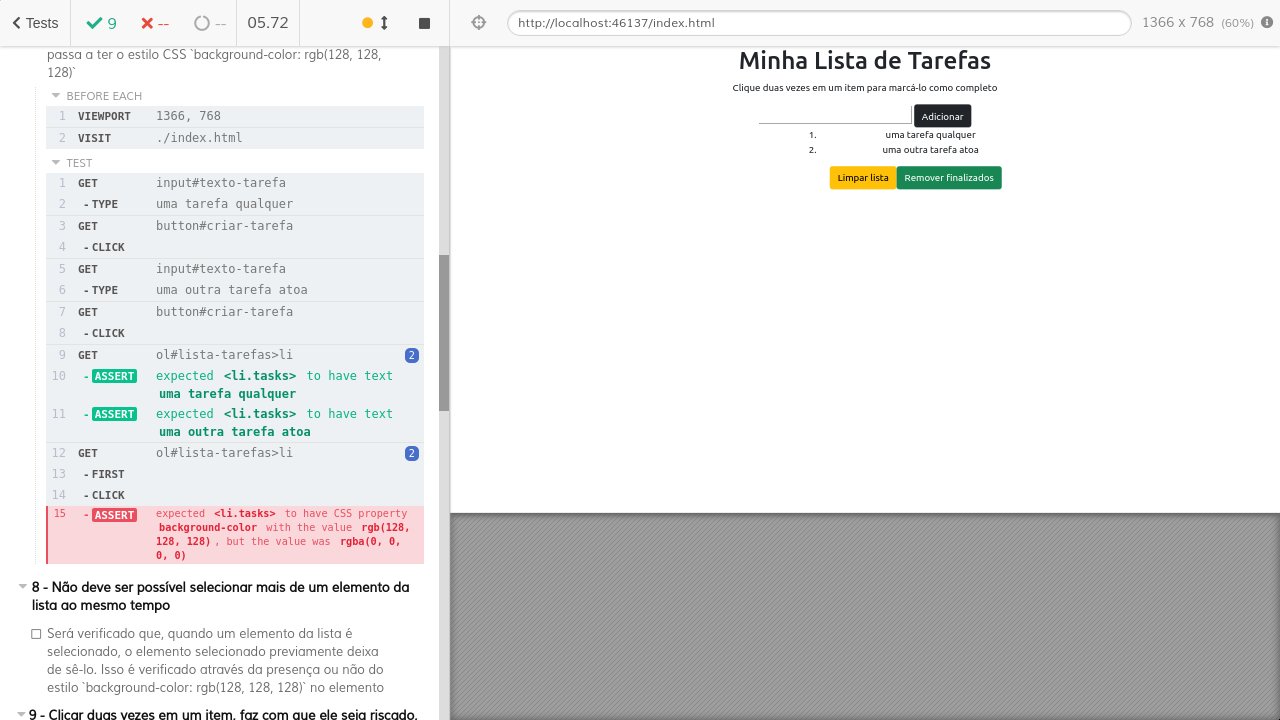 Tests
9
--
--
05.72
http://localhost:46137/index.html
1366 x 768 (60%)
passa a ter o estilo CSS `background-color: rgb(128, 128,
128)`
BEFORE EACH
1 VIEWPORT 1366, 768
2 VISIT ./index.html
TEST
1 GET input#texto-tarefa
2 - TYPE uma tarefa qualquer
3 GET button#criar-tarefa
4 - CLICK
5 GET input#texto-tarefa
6 - TYPE uma outra tarefa atoa
7 GET button#criar-tarefa
8 - CLICK
9 GET ol#lista-tarefas>li 2
10 - ASSERT expected <li.tasks> to have text
uma tarefa qualquer
11 - ASSERT expected <li.tasks> to have text
uma outra tarefa atoa
12 GET ol#lista-tarefas>li 2
13 - FIRST
14 - CLICK
15 - ASSERT expected <li.tasks> to have CSS property
background-color with the value rgb(128,
128, 128), but the value was rgba(0, 0,
0, 0)
8 - Não deve ser possível selecionar mais de um elemento da
lista ao mesmo tempo
Será verificado que, quando um elemento da lista é
selecionado, o elemento selecionado previamente deixa
de sê-lo. Isso é verificado através da presença ou não do
estilo `background-color: rgb(128, 128, 128)` no elemento
9 - Clicar duas vezes em um item, faz com que ele seja riscado,
Minha Lista de Tarefas
Clique duas vezes em um item para marcá-lo como completo
Adicionar
1. uma tarefa qualquer
2. uma outra tarefa atoa
Limpar lista Remover finalizados